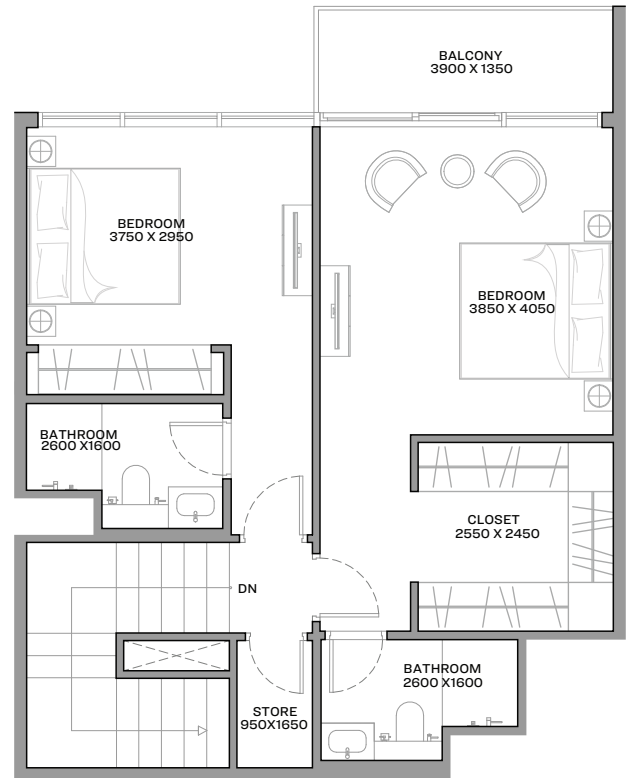 BALCONY
3900 X 1350
BEDROOM
3750 X 2950
BEDROOM
3850 X 4050
BATHROOM
2600 X1600
CLOSET
2550 X 2450
DN
BATHROOM
2600 X1600
STORE
950X1650